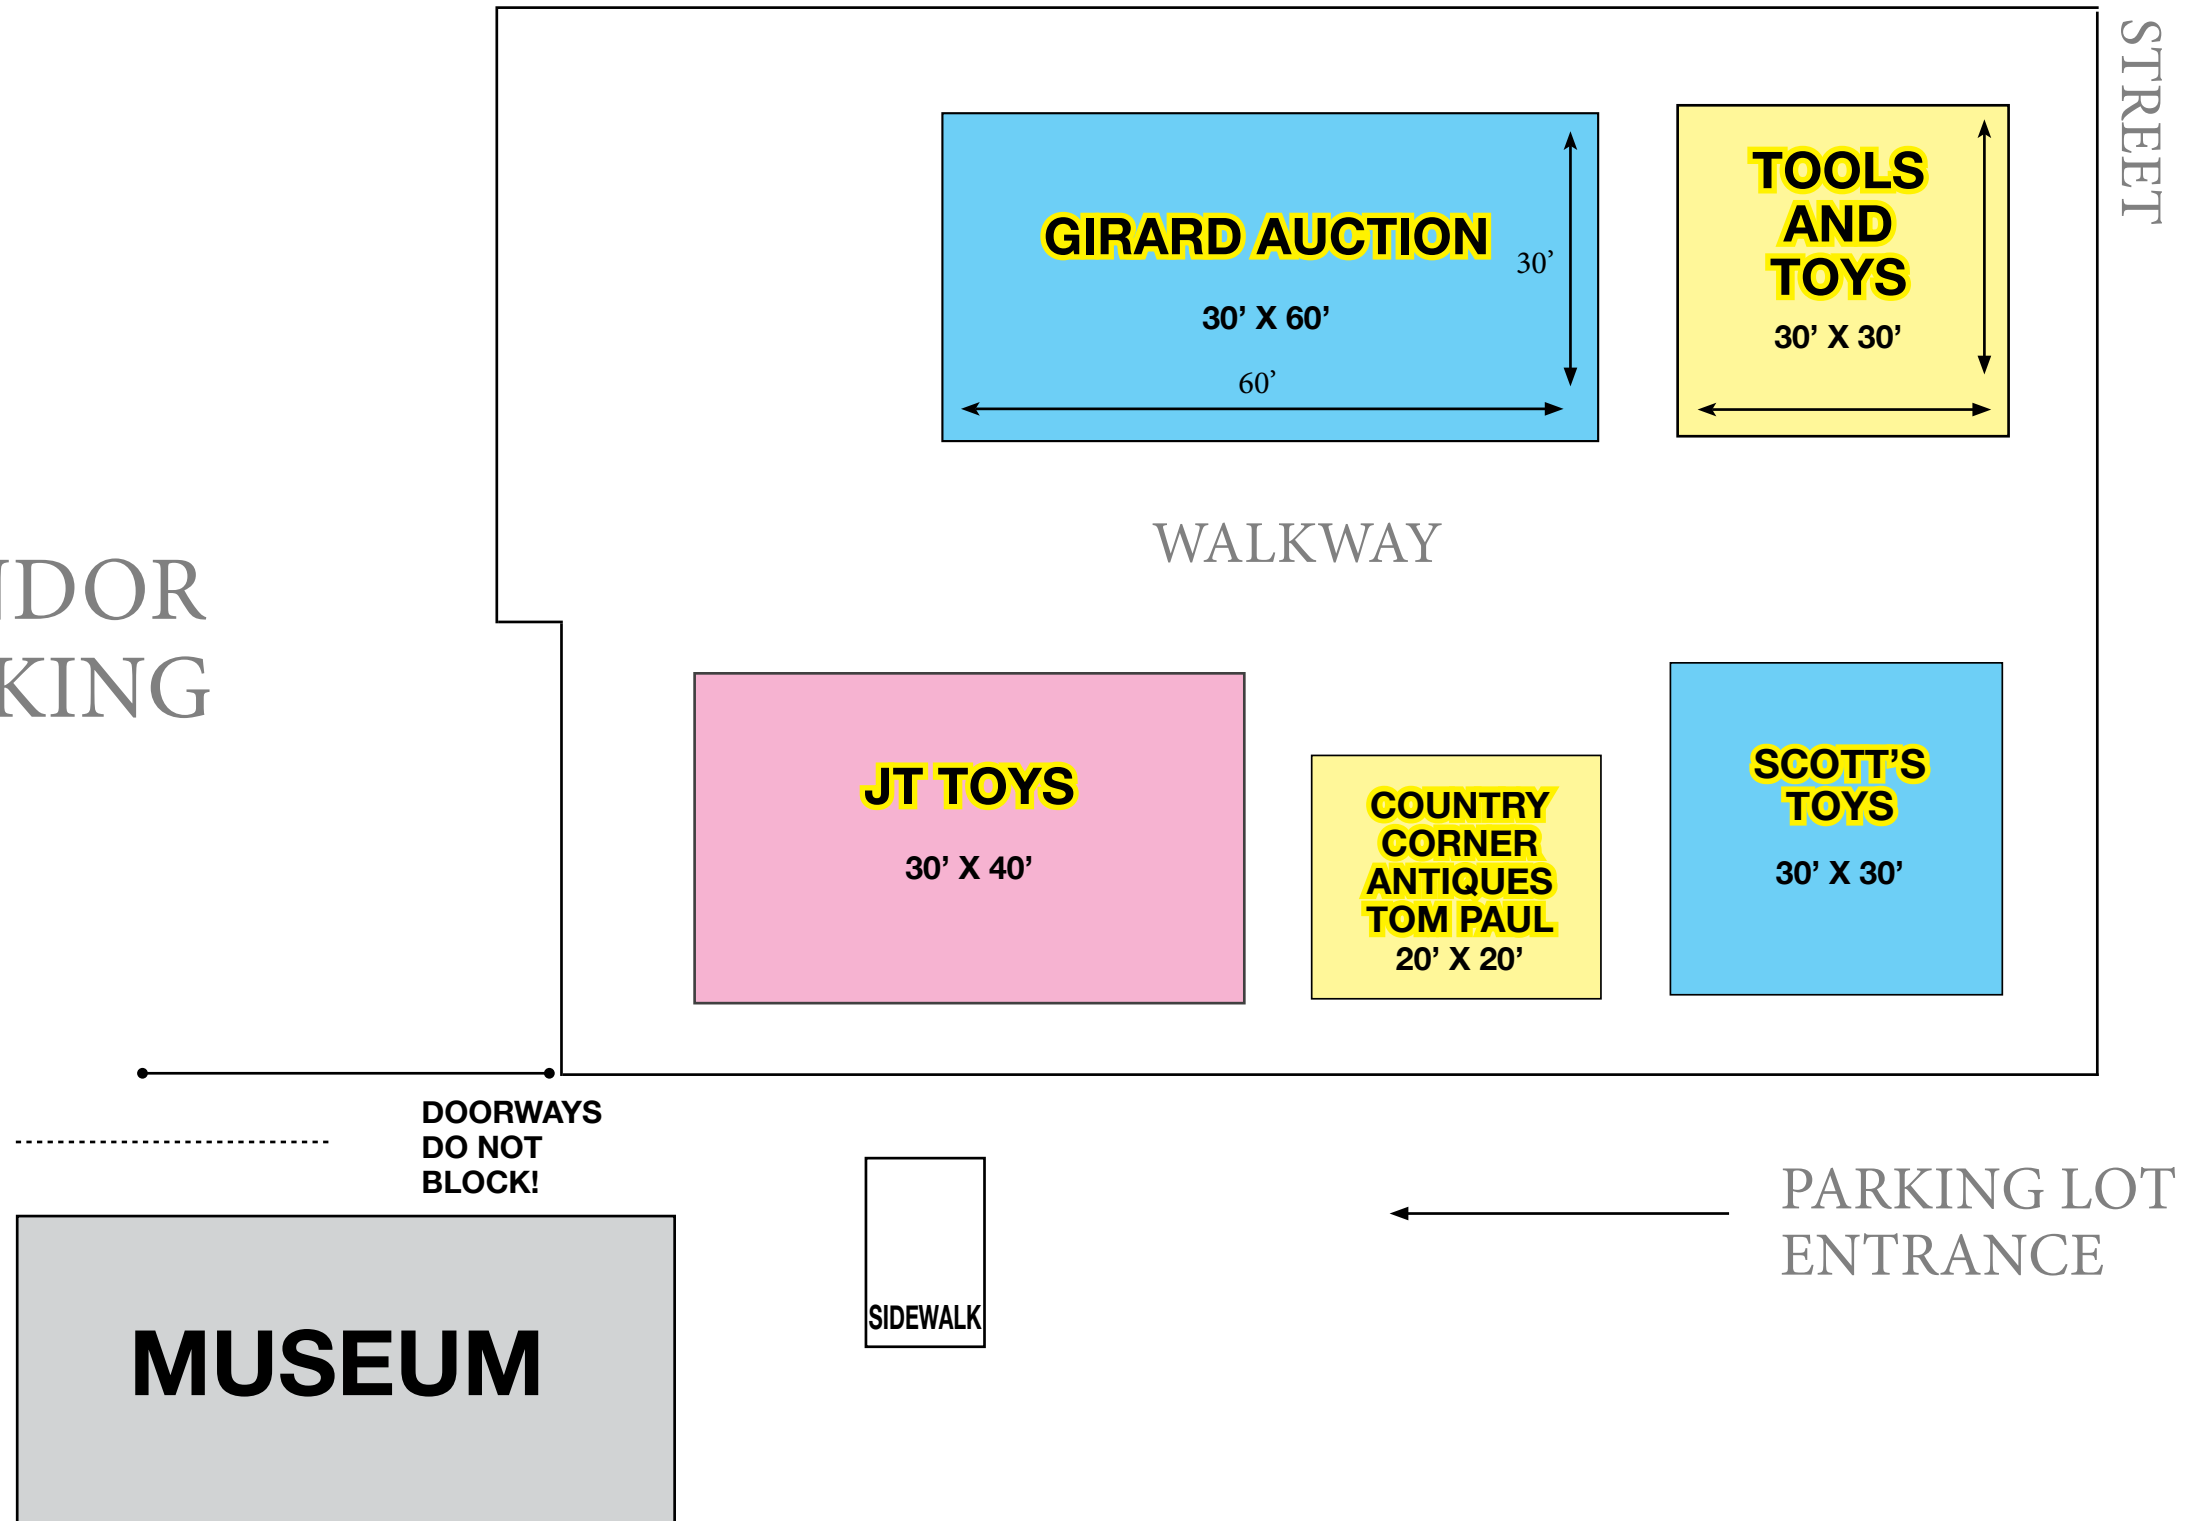 STREET
GIRARD AUCTION
30’ X 60’
30’
60’
TOOLS
AND
TOYS
30’ X 30’
WALKWAY
NDOR
KING
JT TOYS
30’ X 40’
COUNTRY
CORNER
ANTIQUES
TOM PAUL
20’ X 20’
SCOTT’S
TOYS
30’ X 30’
DOORWAYS
DO NOT
BLOCK!
SIDEWALK
PARKING LOT
ENTRANCE
MUSEUM